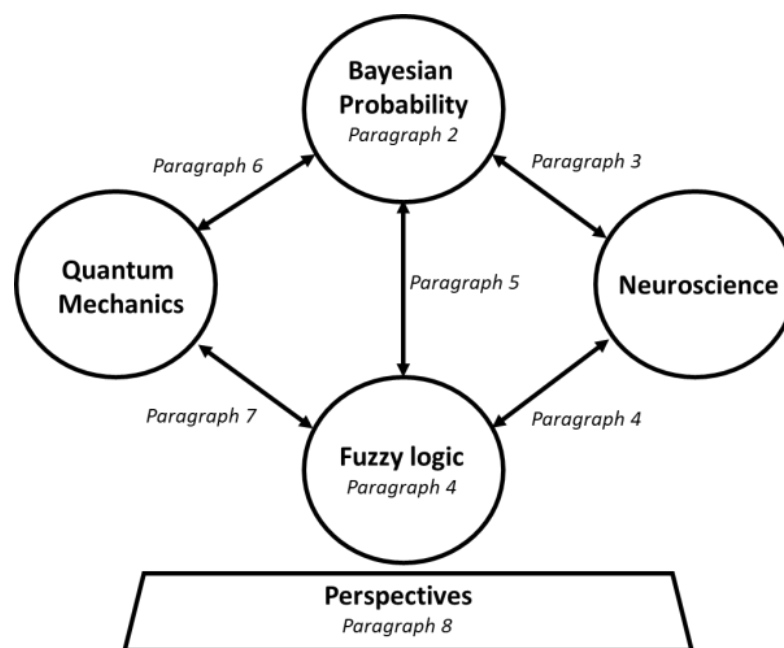 Bayesian
Probability
Paragraph 2
Paragraph 6
Paragraph 3
Quantum
Mechanics
Paragraph 5
Neuroscience
Paragraph 7
Paragraph 4
Fuzzy logic
Paragraph 4
Perspectives
Paragraph 8